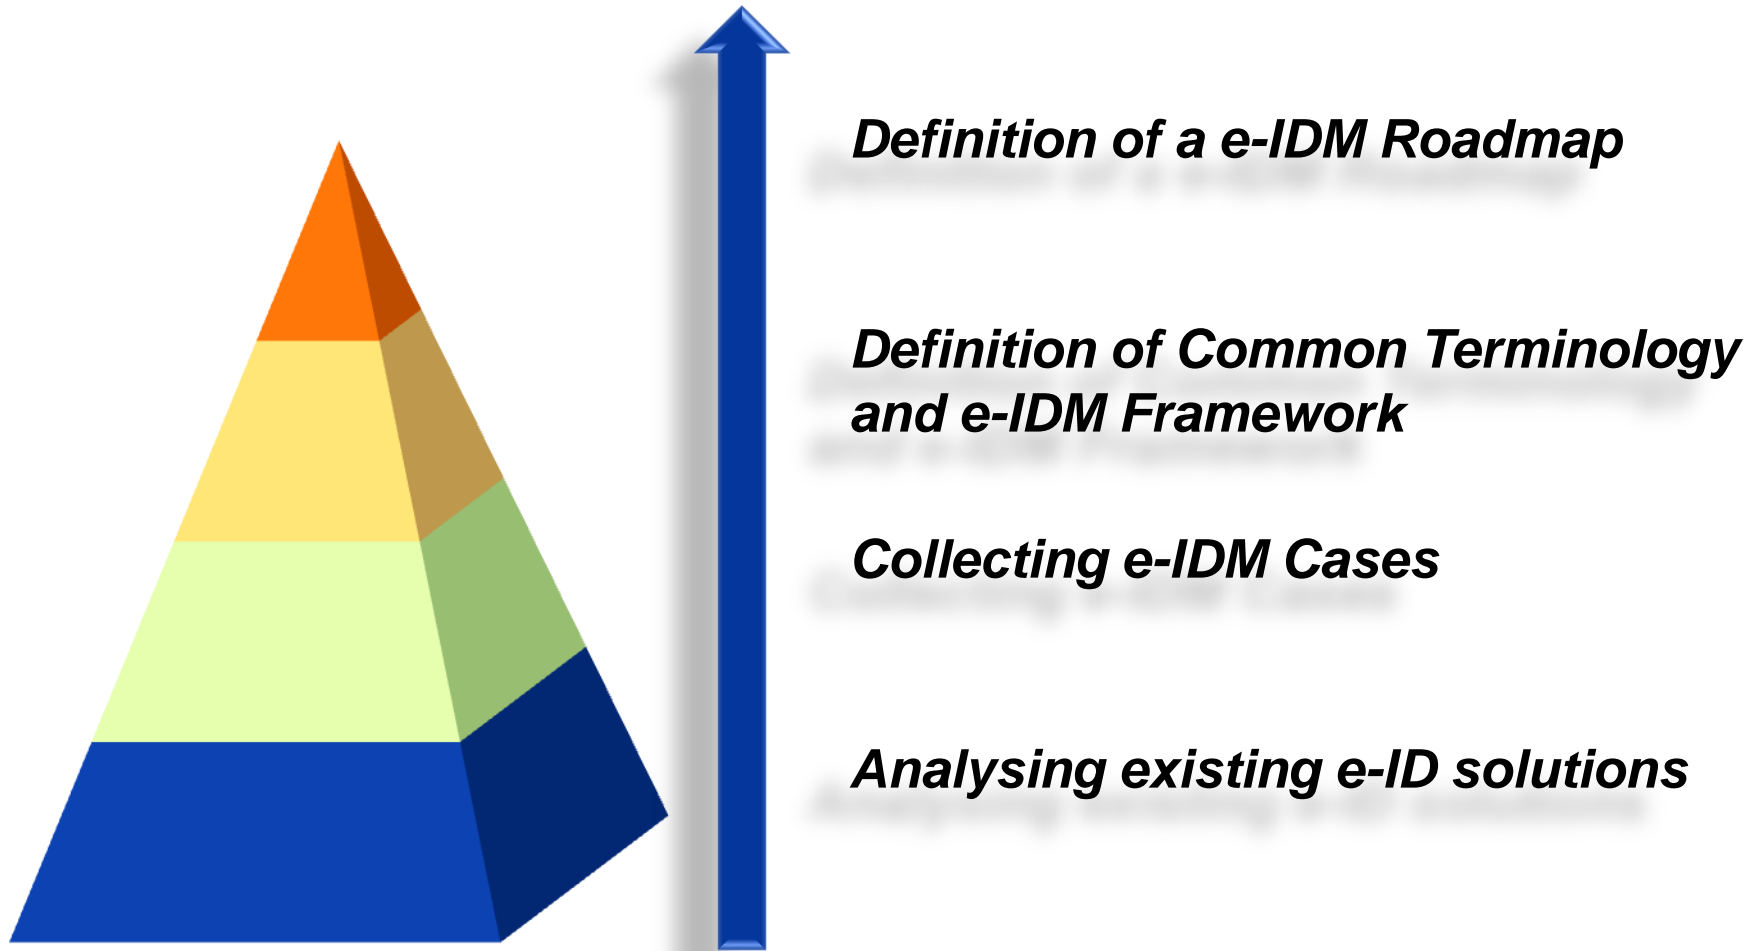 Definition of a e-IDM Roadmap
Definition of Common Terminology
and e-IDM Framework
Collecting e-IDM Cases
Analysing existing e-ID solutions